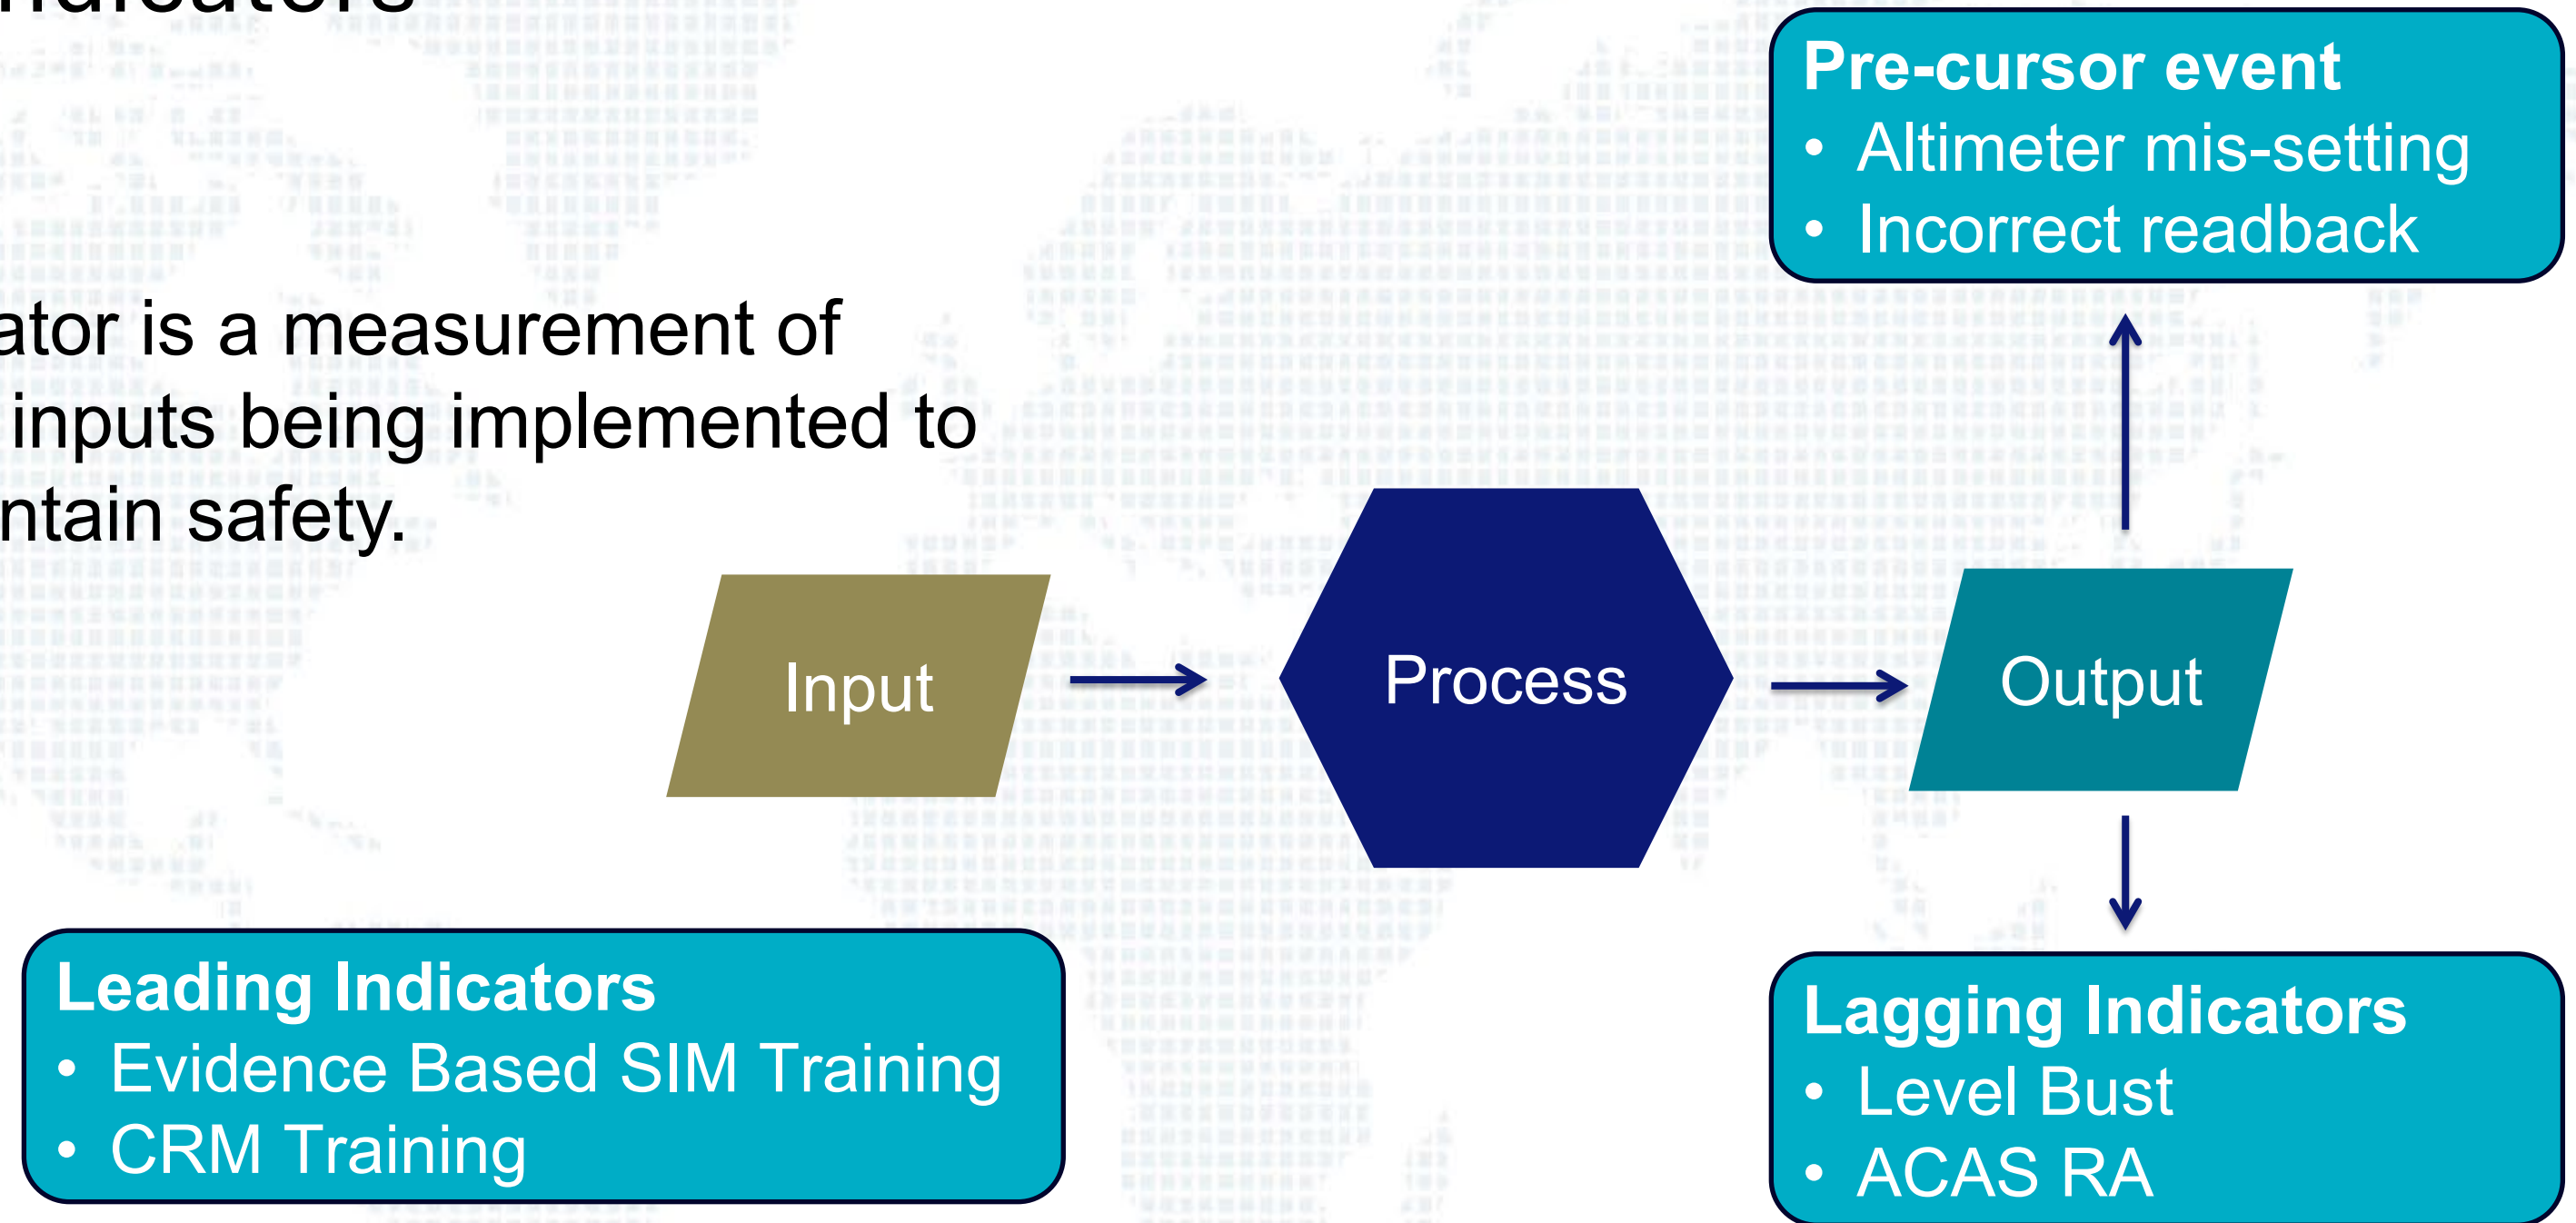 ator is a measurement of
inputs being implemented to
ntain safety.
Pre-cursor event
• Altimeter mis-setting
• Incorrect readback
Input
Process
Output
Leading Indicators
• Evidence Based SIM Training
• CRM Training
Lagging Indicators
• Level Bust
• ACAS RA